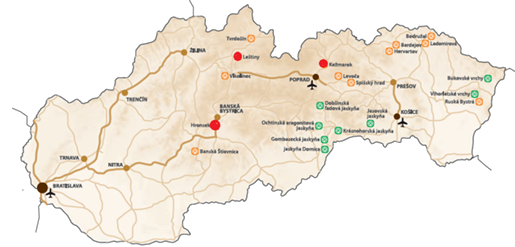 Tvrdošín
Bodružal
Bardejov
Ladomirová
Hervartov
ŽILINA
Leštiny
Kežmarok
Vlkolínec
POPRAD
Levoča
Spišský hrad
PREŠOV
Bukovské vrchy
Vihorlatské vrchy
Ruská Bystrá
TRENČÍN
BANSKÁ
BYSTRICA
Hronsek
Dobšinská
ľadová jaskyňa
Jasovská
jaskyňa
KOŠICE
Ochtinská aragonitová
jaskyňa
Krásnohorská jaskyňa
Gombasecká jaskyňa
jaskyňa Domica
TRNAVA
NITRA
Banská Štiavnica
BRATISLAVA